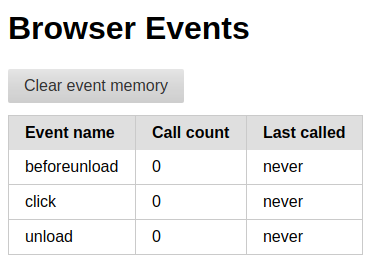 Browser Events
Clear event memory
Event name Call count Last called
beforeunload 0 never
click 0 never
unload 0 never